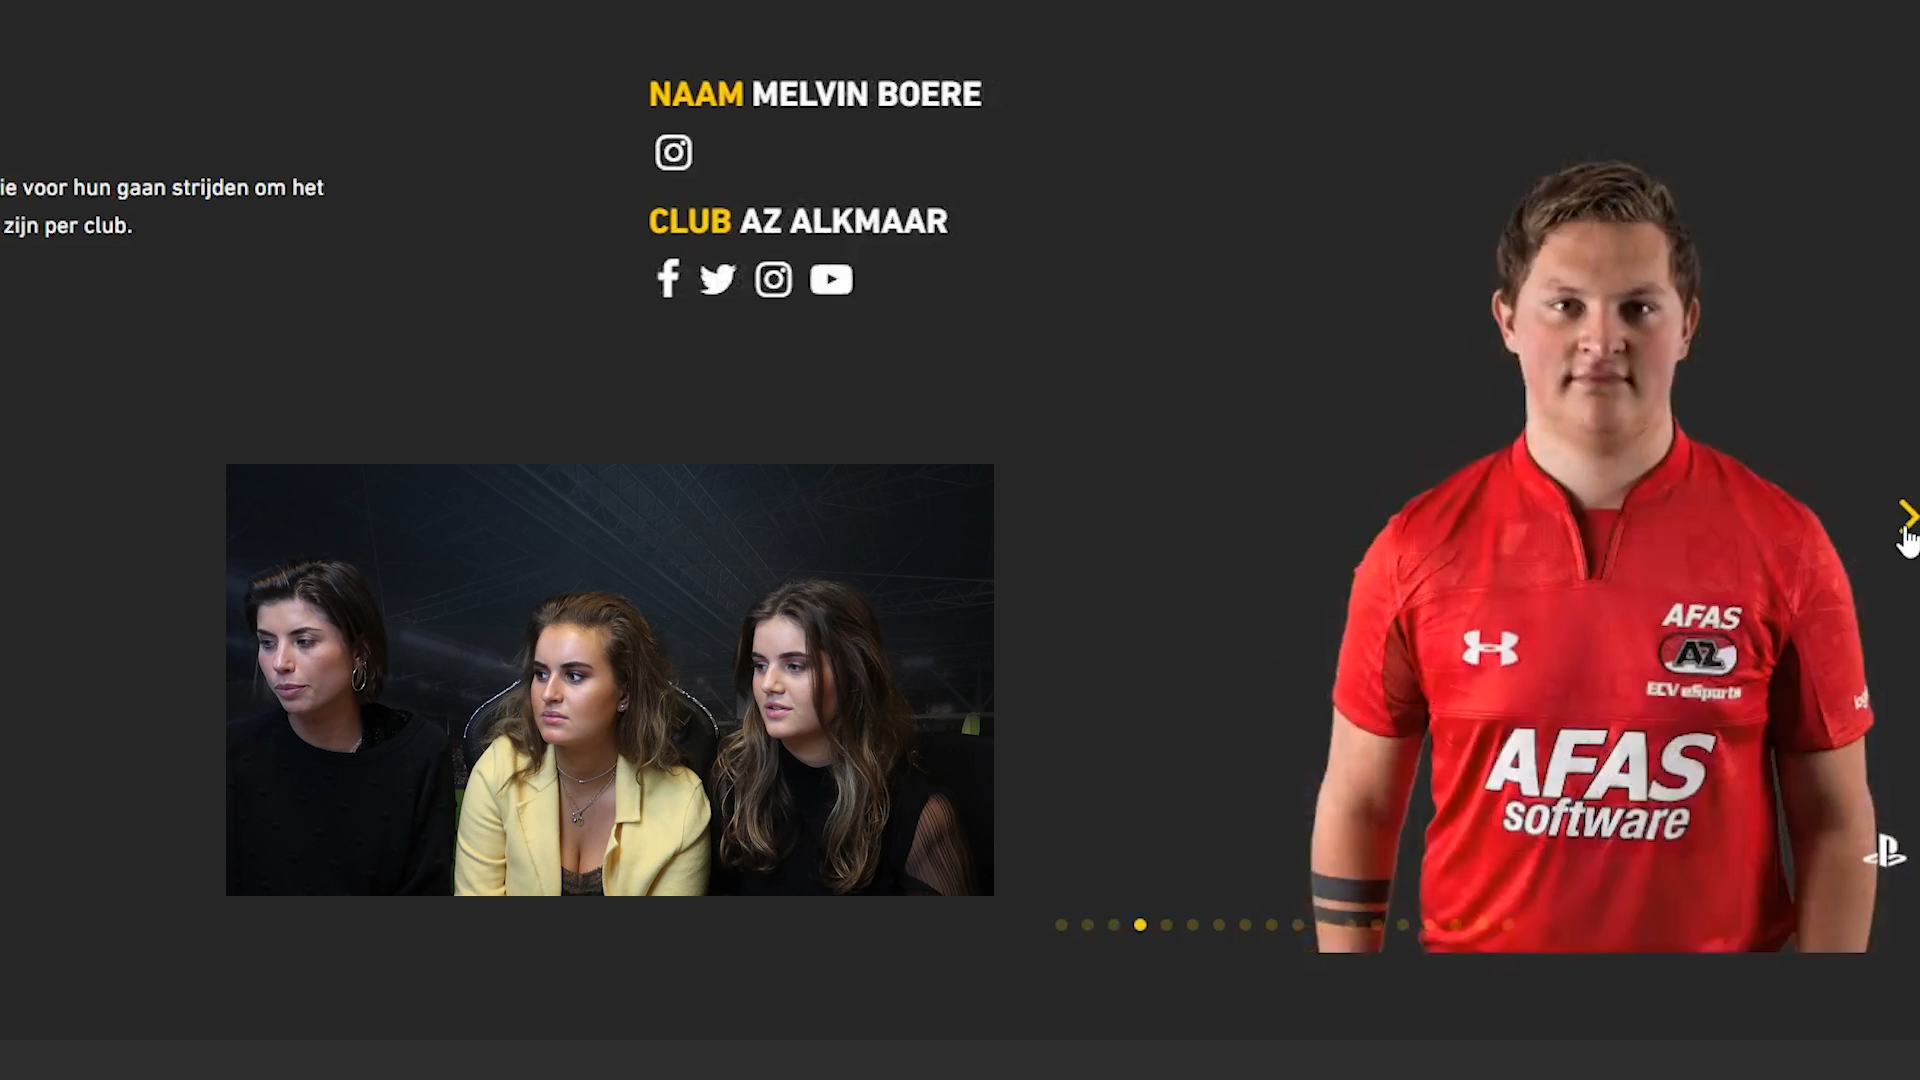 NAAM MELVIN BOERE
ie voor hun gaan strijden om het
zijn per club.
CLUB AZ ALKMAAR
AFAS
AZ
ECV eSports
AFAS
software